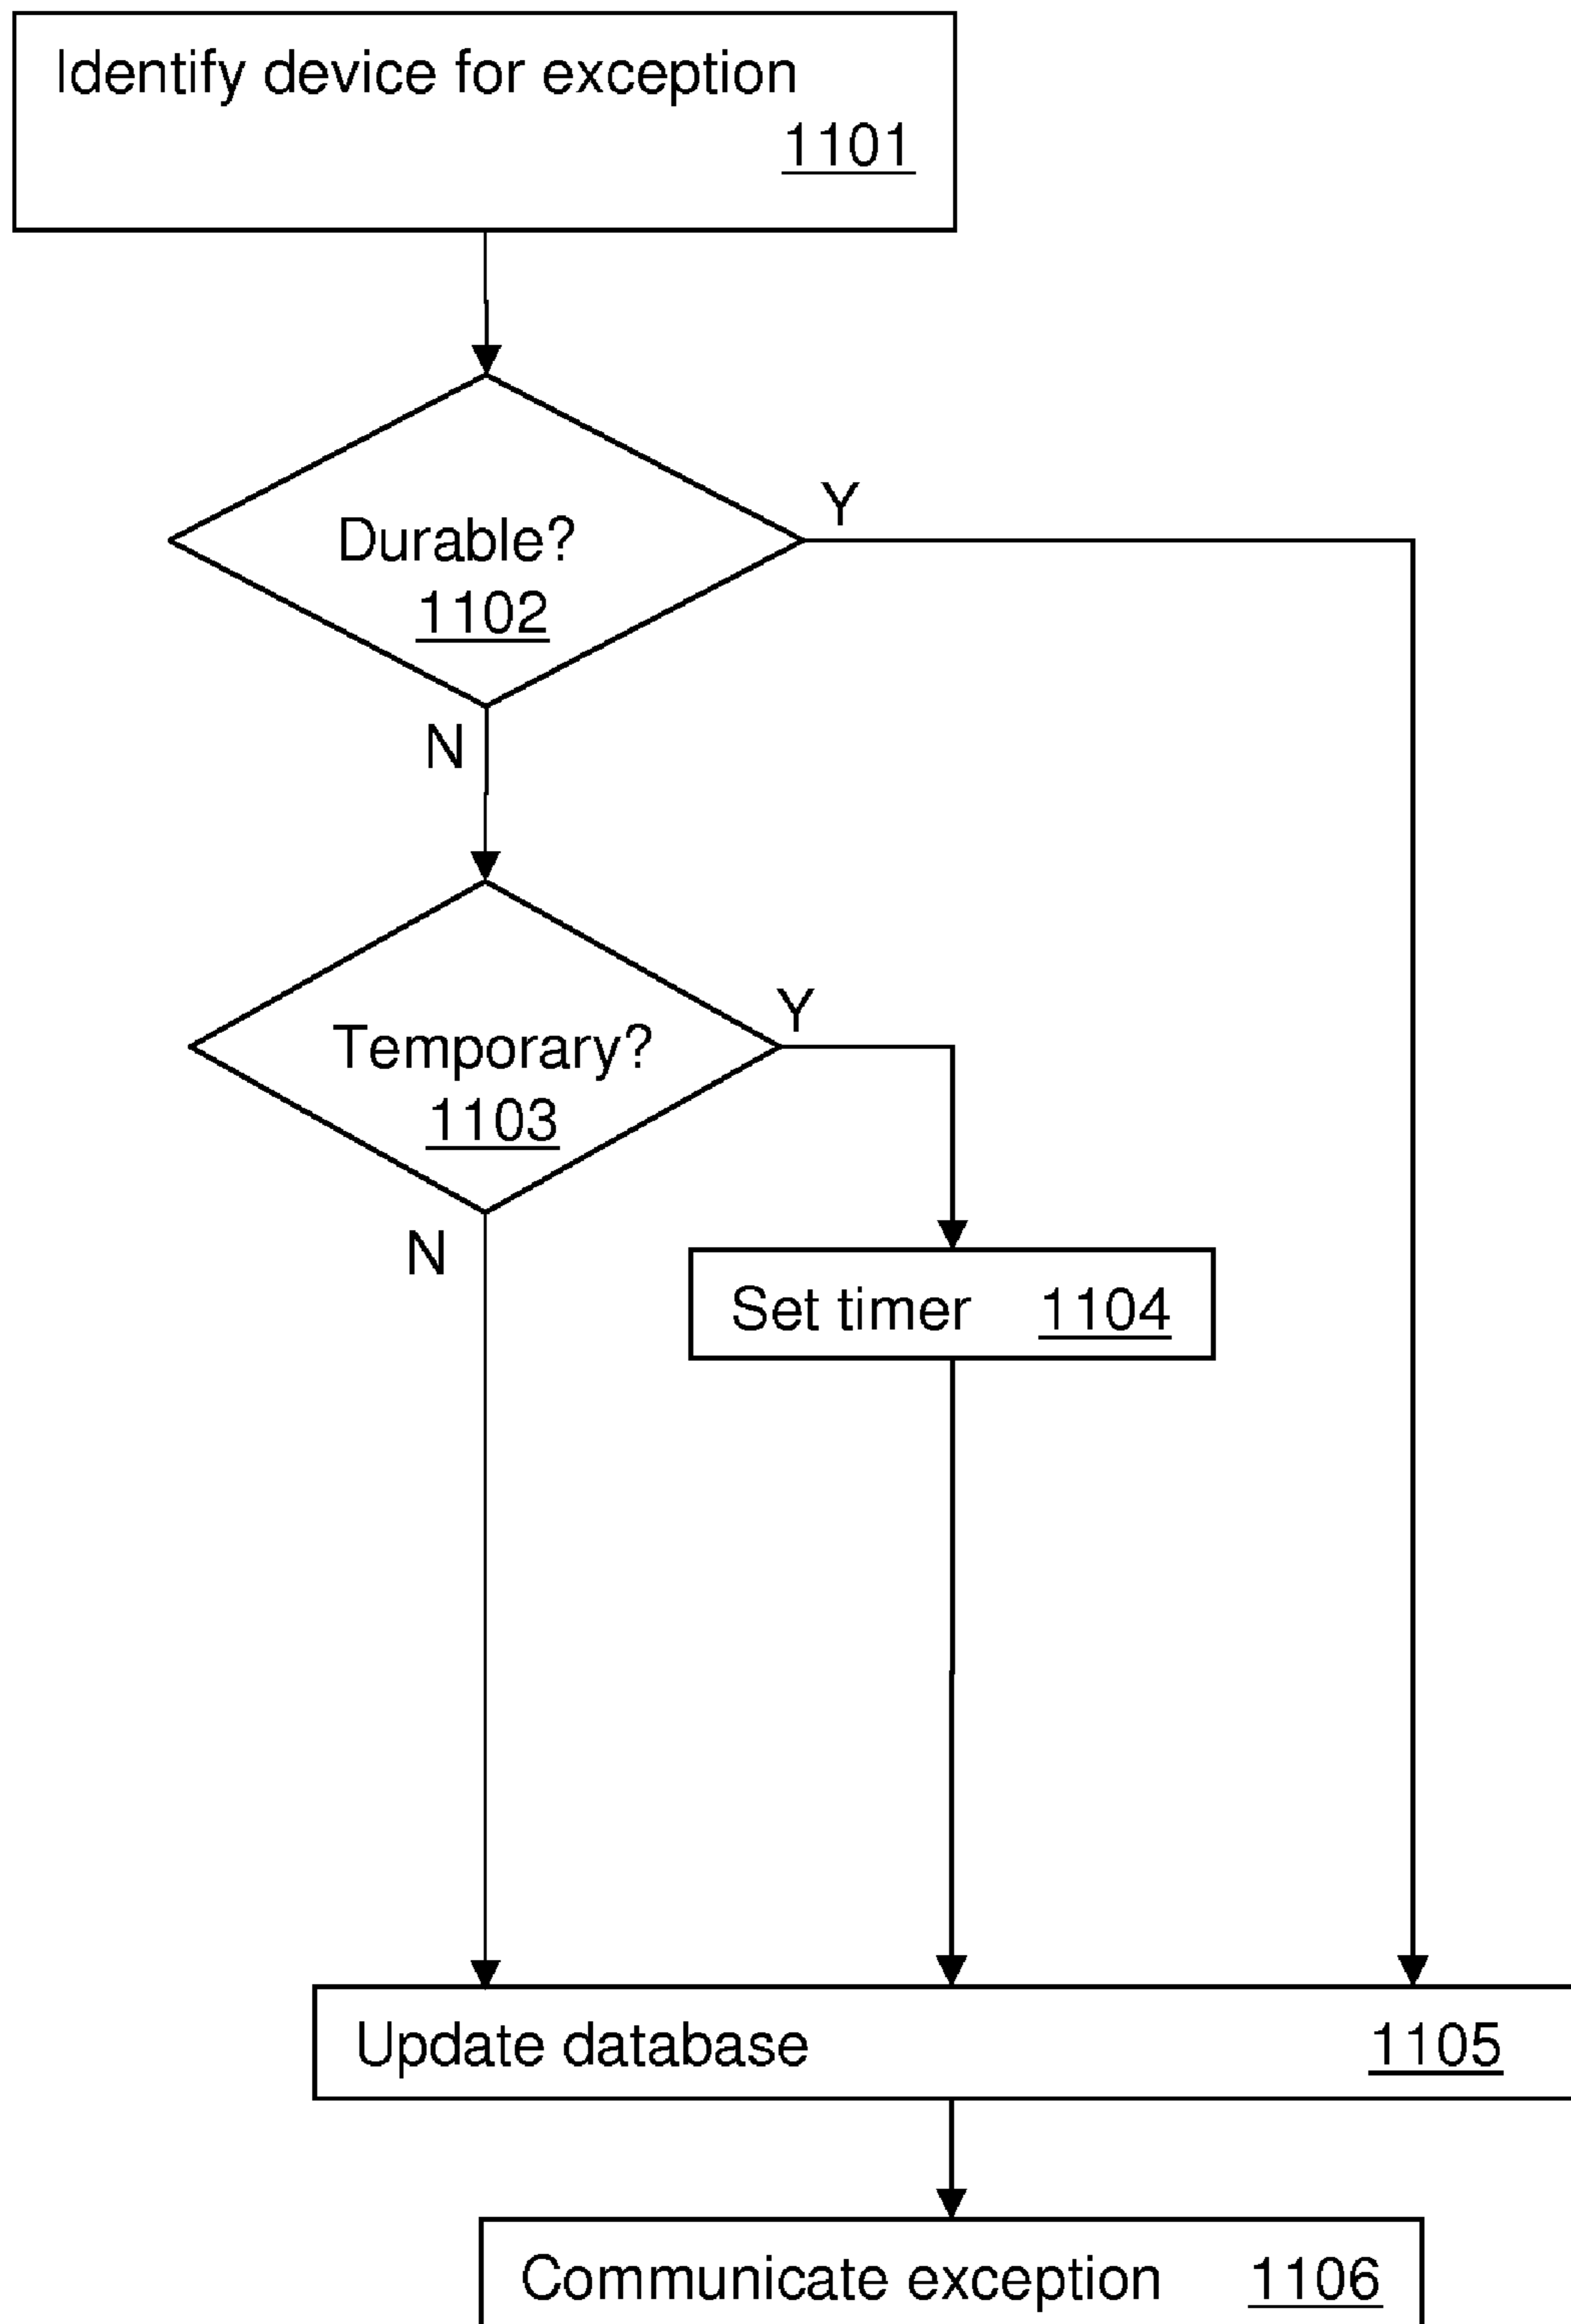 Identify device for exception
1101
Y
Durable?
1102
N
Y
Temporary?
1103
N
Set timer 1104
Update database 1105
Communicate exception 1106